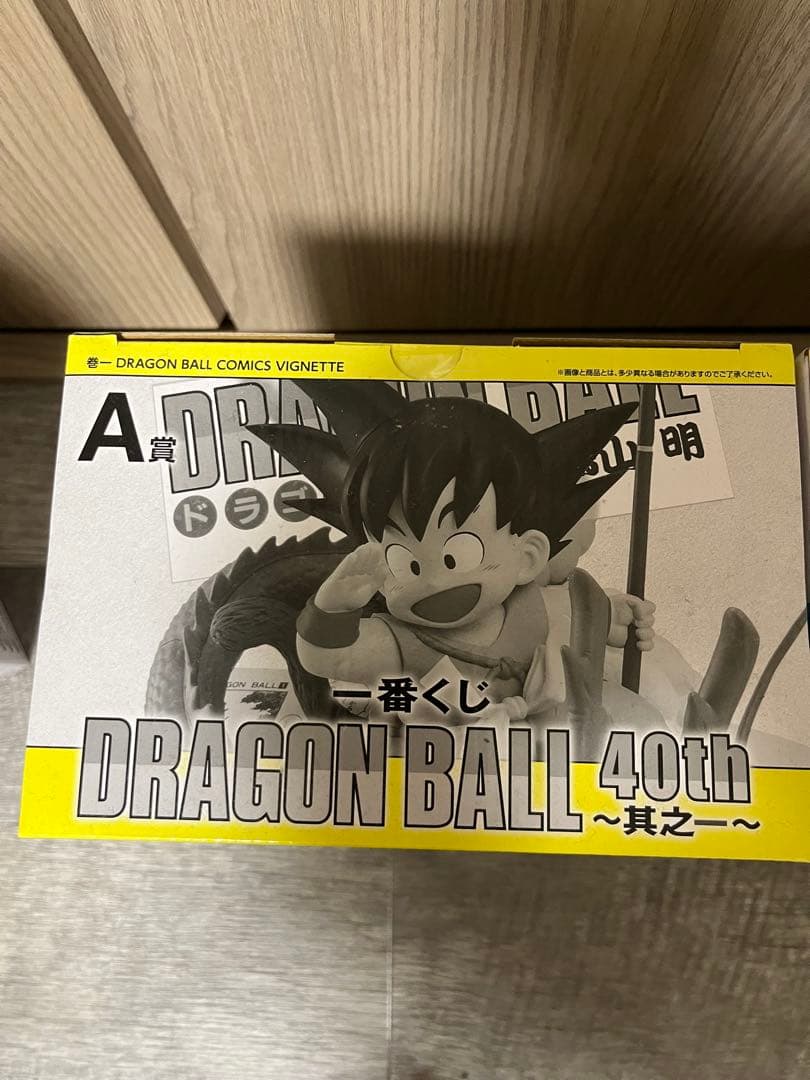 巻一 DRAGON BALL COMICS VIGNETTE
※画像と商品とは、多少異なる場合がありますのでご了承ください。
A賞
DRAGON BALL
ドラゴ
山 明
DRAGON BALL 1
一番くじ
DRAGON BALL 40th
～其之一～